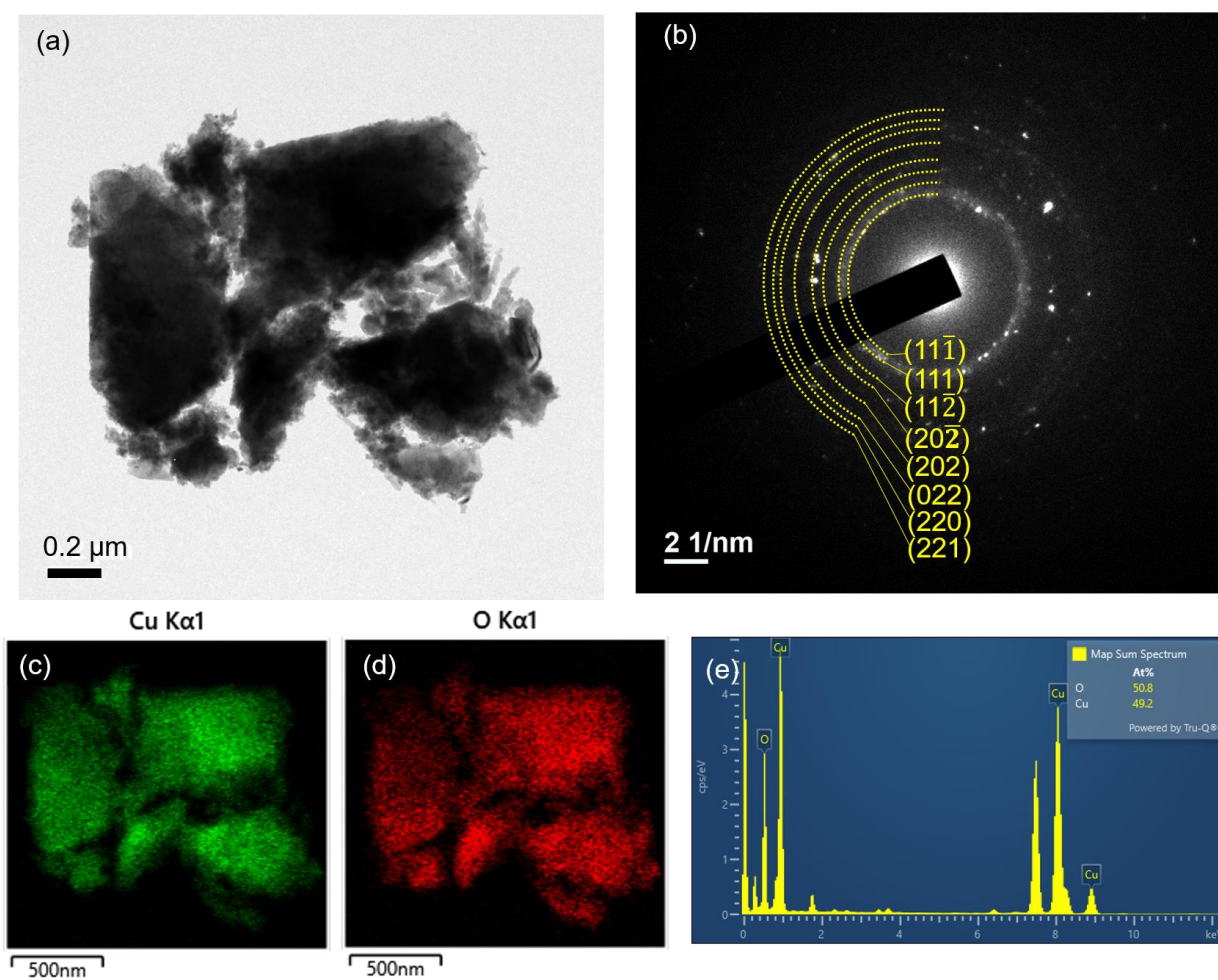 (a)
0.2 µm
(b)
(111̅)
(111)
(112̅)
(202̅)
(202)
(022)
(220)
(221)
2 1/nm
Cu Kα1
(c)
500nm
O Kα1
(d)
500nm
(e)
Cu
O
Cu
Cu
Map Sum Spectrum
At%
O 50.8
Cu 49.2
Powered by Tru-Q®
cps/eV
4
3
2
1
0
0 2 4 6 8 10 ke